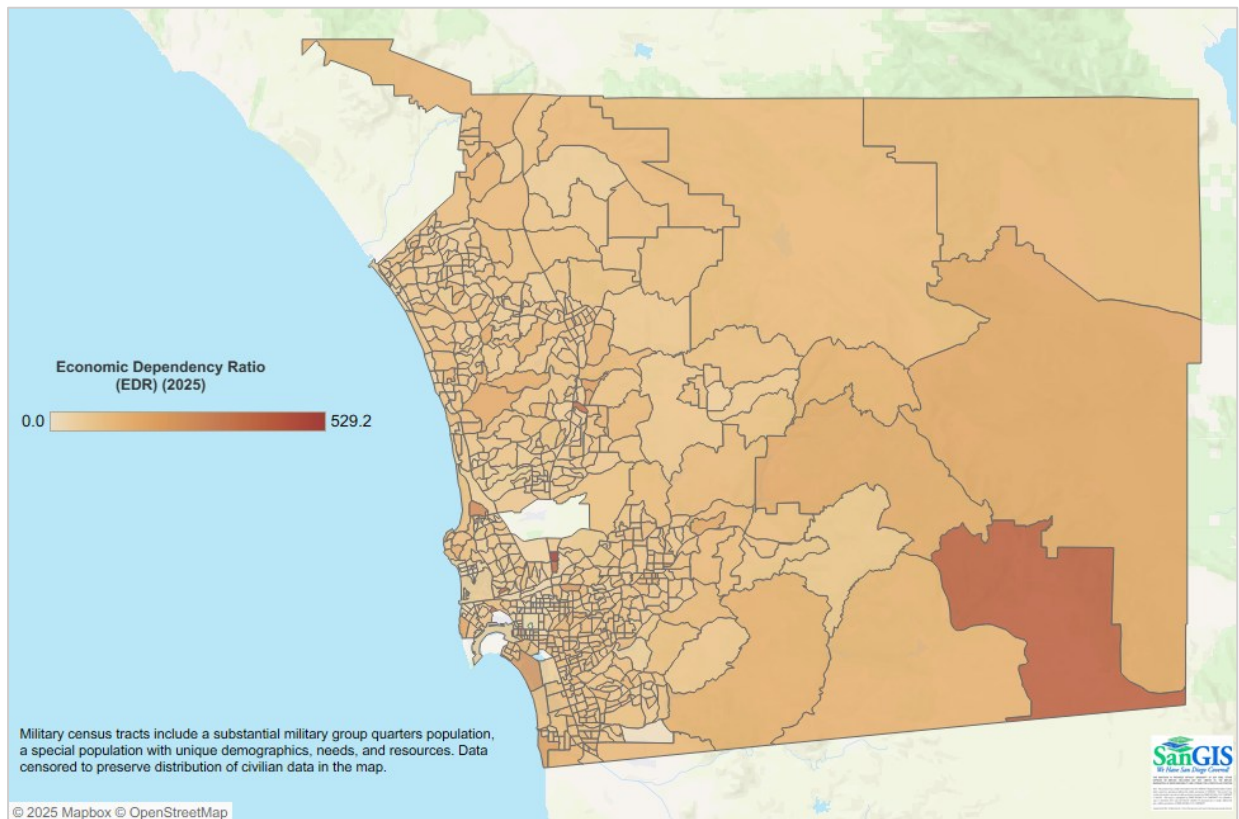 Economic Dependency Ratio
(EDR) (2025)
0.0
529.2
Military census tracts include a substantial military group quarters population,
a special population with unique demographics, needs, and resources. Data
censored to preserve distribution of civilian data in the map.
SanGIS
We Have San Diego Covered!
© 2025 Mapbox © OpenStreetMap